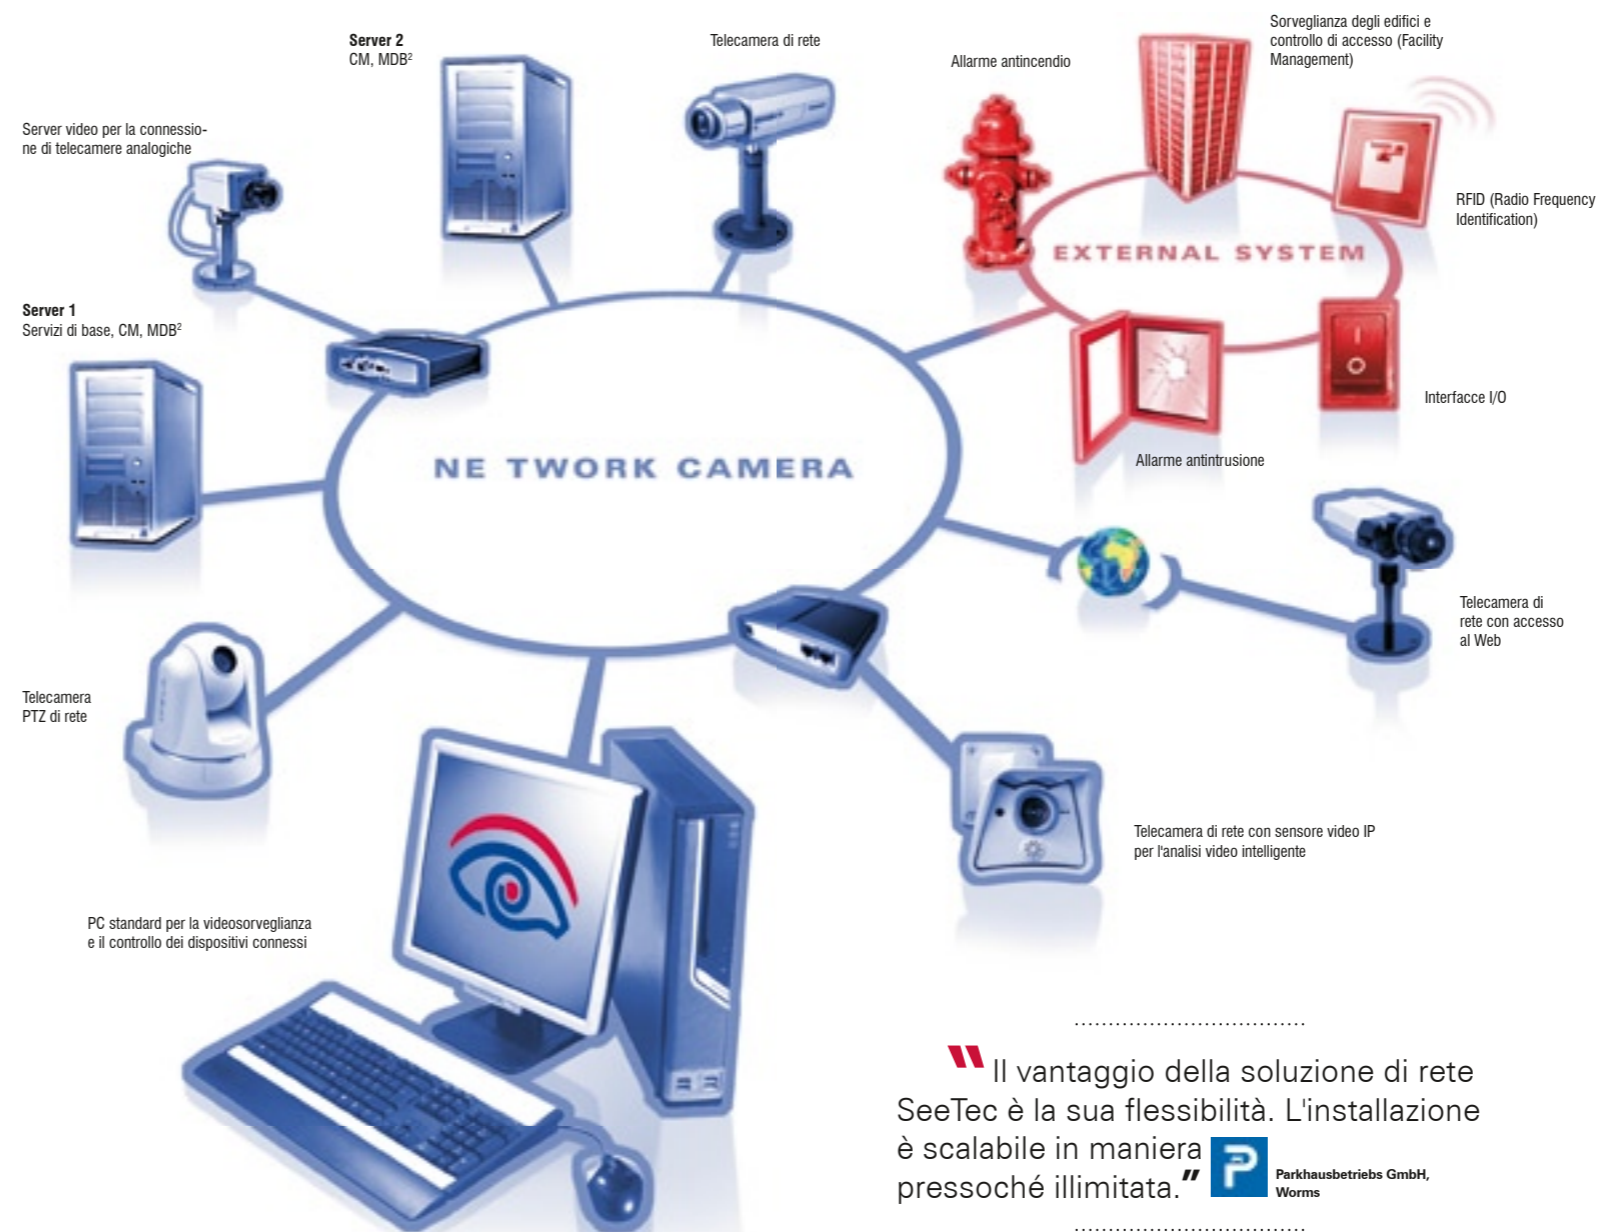 Server 2
CM, MDB²
Telecamera di rete
Allarme antincendio
Sorveglianza degli edifici e
controllo di accesso (Facility
Management)
Server video per la connessio-
ne di telecamere analogiche
RFID (Radio Frequency
Identification)
EXTERNAL SYSTEM
Server 1
Servizi di base, CM, MDB²
Interfacce I/O
Allarme antintrusione
NE TWORK CAMERA
Telecamera di
rete con accesso
al Web
Telecamera
PTZ di rete
Telecamera di rete con sensore video IP
per l'analisi video intelligente
PC standard per la videosorveglianza
e il controllo dei dispositivi connessi
"Il vantaggio della soluzione di rete
SeeTec è la sua flessibilità. L'installazione
è scalabile in maniera
pressoché illimitata."
P
Parkhausbetriebs GmbH,
Worms